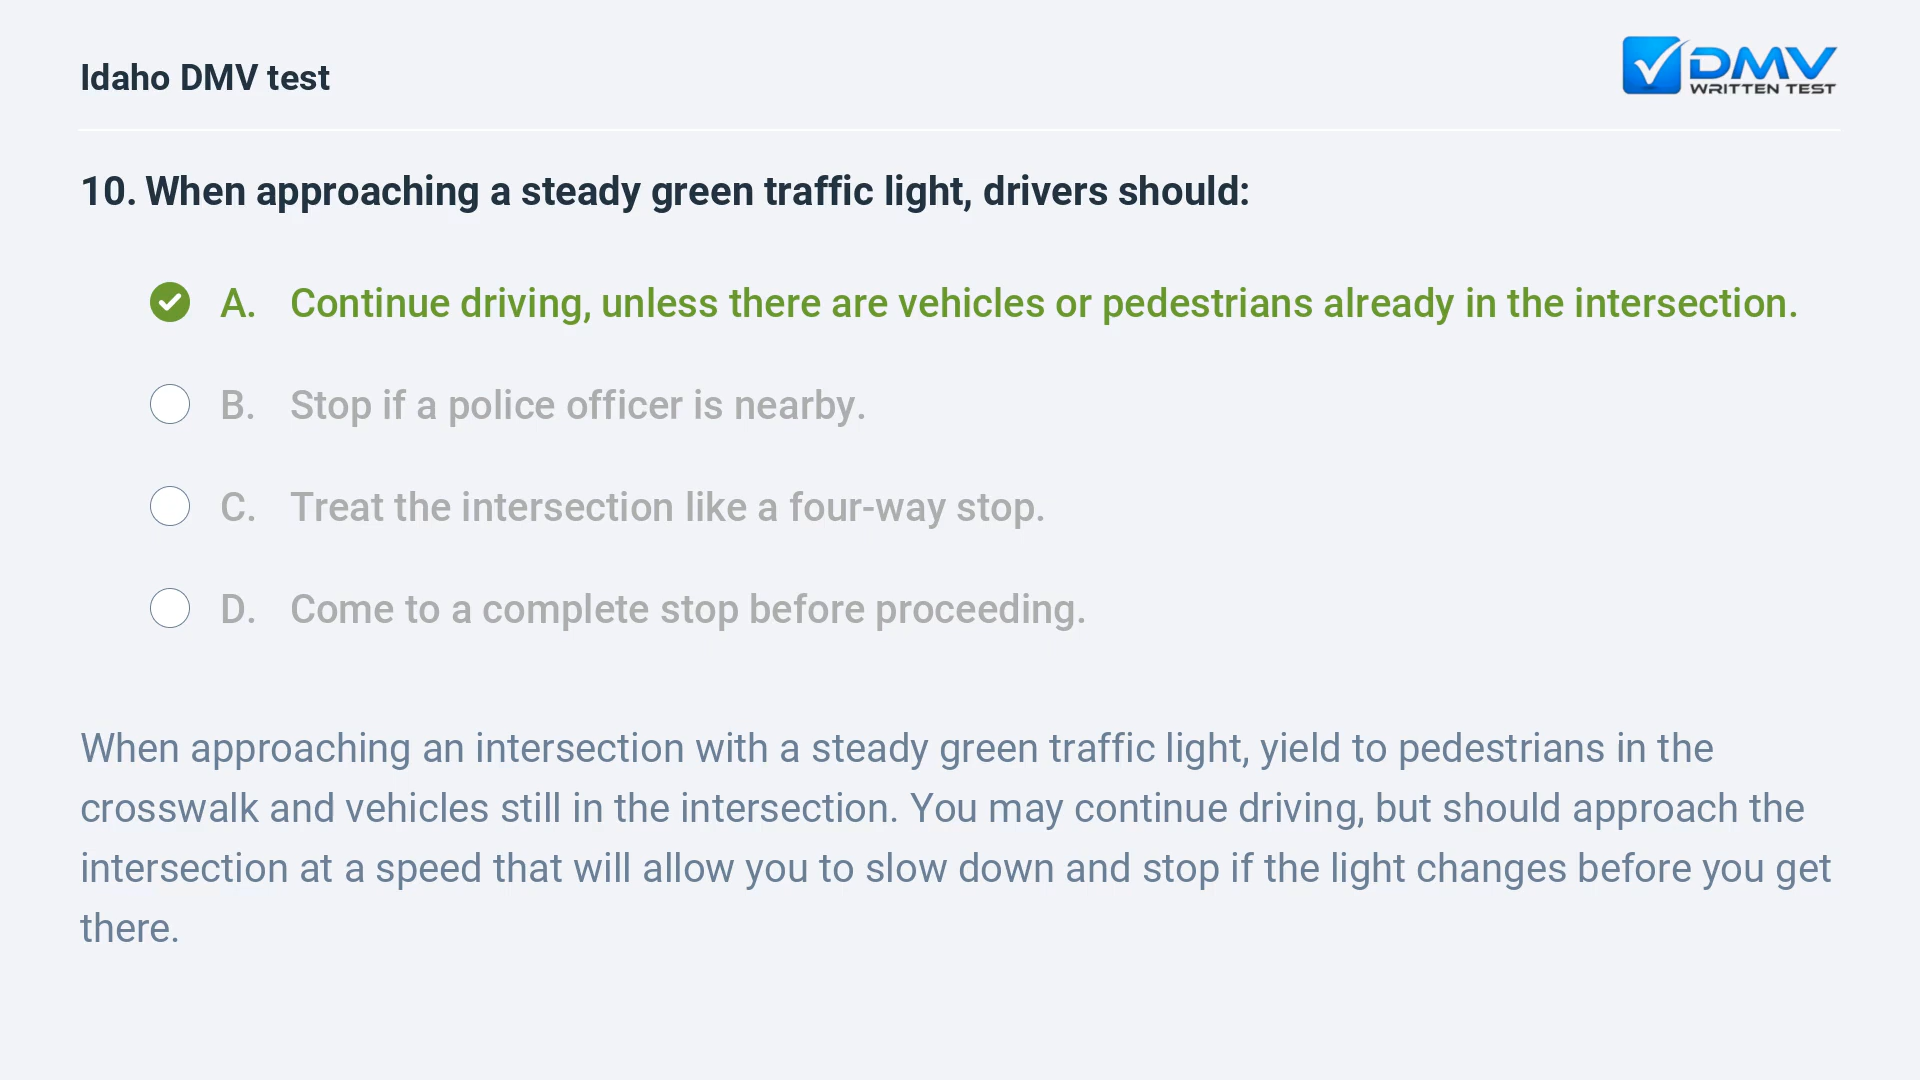 Idaho DMV test
DMV
WRITTEN TEST
10. When approaching a steady green traffic light, drivers should:
A. Continue driving, unless there are vehicles or pedestrians already in the intersection.
B. Stop if a police officer is nearby.
C. Treat the intersection like a four-way stop.
D. Come to a complete stop before proceeding.
When approaching an intersection with a steady green traffic light, yield to pedestrians in the
crosswalk and vehicles still in the intersection. You may continue driving, but should approach the
intersection at a speed that will allow you to slow down and stop if the light changes before you get
there.